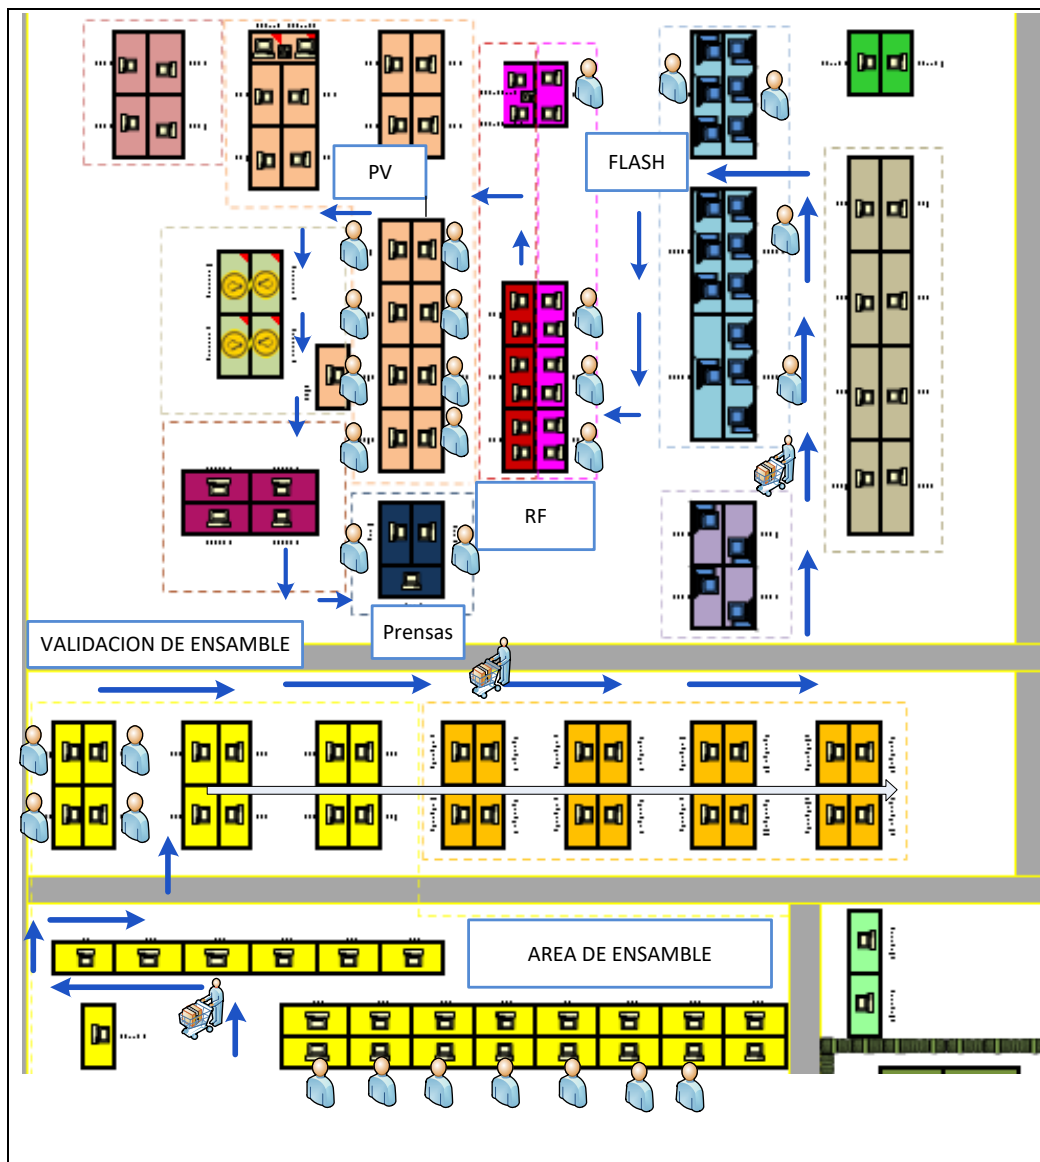 PV
FLASH
RF
Prensas
VALIDACION DE ENSAMBLE
AREA DE ENSAMBLE